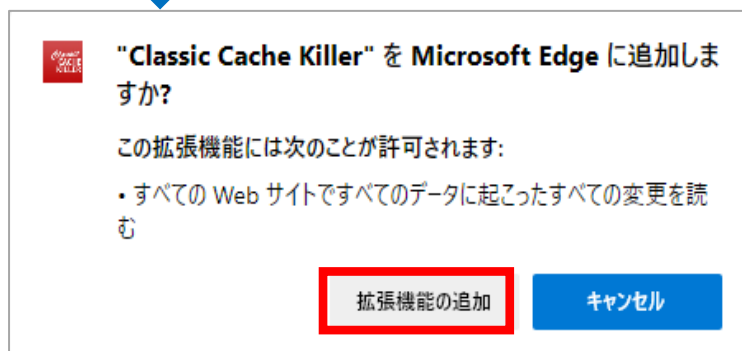 Classic
CACHE
KILLER
"Classic Cache Killer" を Microsoft Edge に追加しま
すか?
この拡張機能には次のことが許可されます:
• すべての Web サイトですべてのデータに起こったすべての変更を読
む
拡張機能の追加
キャンセル